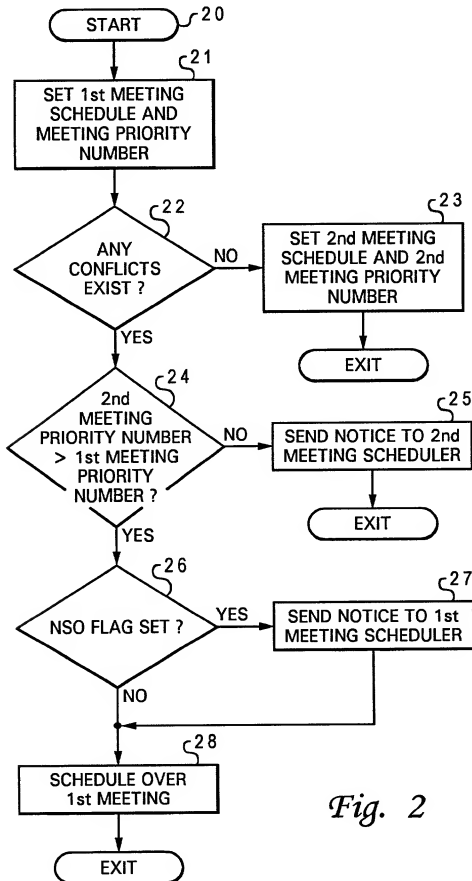 START
20
21
SET 1st MEETING
SCHEDULE AND
MEETING PRIORITY
NUMBER
22
ANY
CONFLICTS
EXIST ?
NO
YES
23
SET 2nd MEETING
SCHEDULE AND 2nd
MEETING PRIORITY
NUMBER
EXIT
24
2nd
MEETING
PRIORITY NUMBER
> 1st MEETING
PRIORITY
NUMBER ?
NO
YES
25
SEND NOTICE TO 2nd
MEETING SCHEDULER
EXIT
26
NSO FLAG SET ?
YES
NO
27
SEND NOTICE TO 1st
MEETING SCHEDULER
28
SCHEDULE OVER
1st MEETING
EXIT
Fig. 2